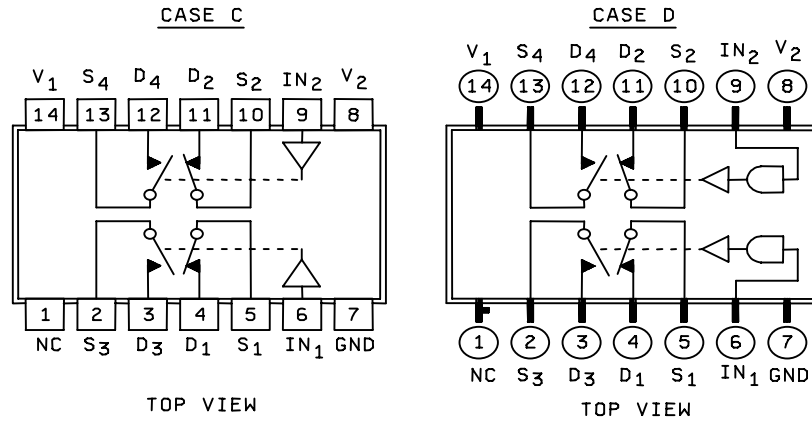 CASE C
V1 S4 D4 D2 S2 IN2 V2
14 13 12 11 10 9 8
1 2 3 4 5 6 7
NC S3 D3 D1 S1 IN1 GND
TOP VIEW
CASE D
V1 S4 D4 D2 S2 IN2 V2
14 13 12 11 10 9 8
1 2 3 4 5 6 7
NC S3 D3 D1 S1 IN1 GND
TOP VIEW